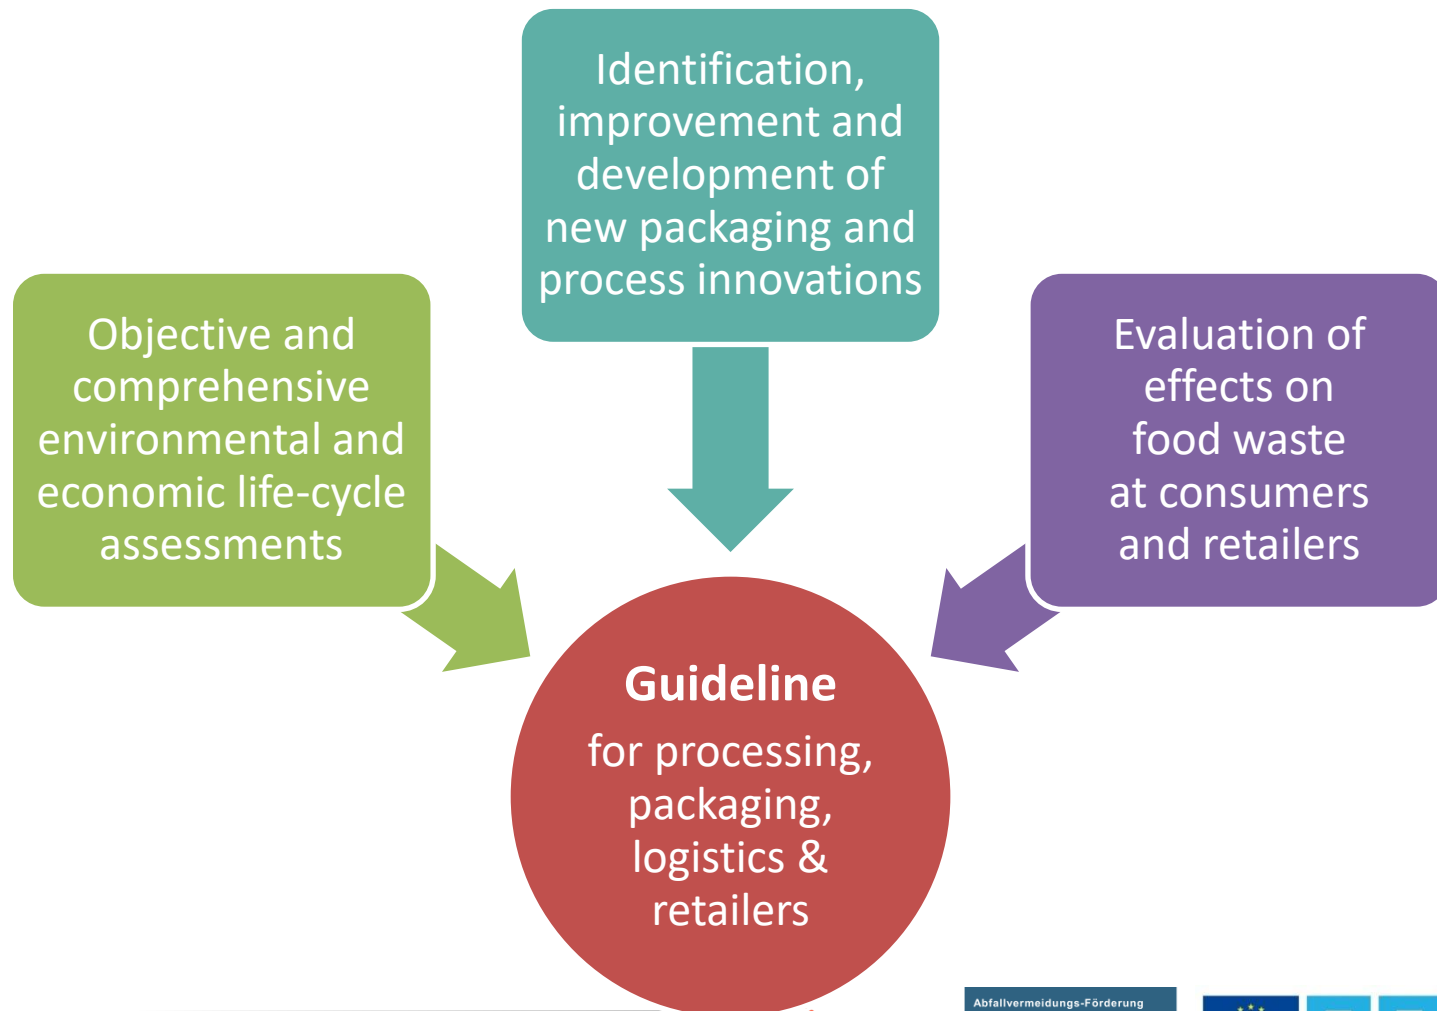 Identification,
improvement and
development of
new packaging and
process innovations
Objective and
comprehensive
environmental and
economic life-cycle
assessments
Evaluation of
effects on
food waste
at consumers
and retailers
Guideline
for processing,
packaging,
logistics &
retailers
Abfallvermeidungs-Förderung